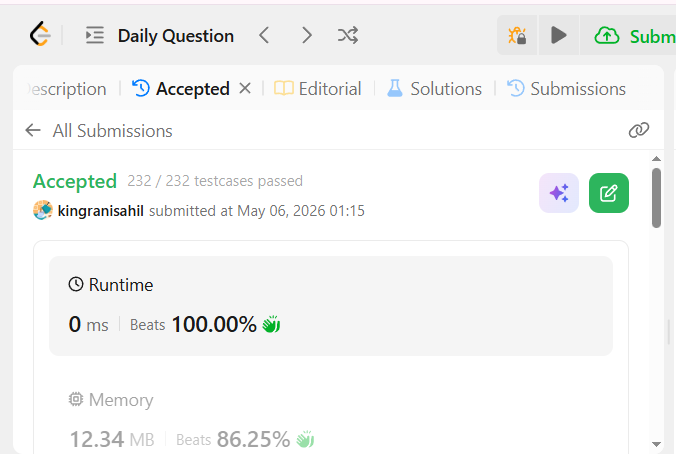 Daily Question
Subm
escription Accepted Editorial Solutions Submissions
All Submissions
Accepted 232 / 232 testcases passed
kingranisahil submitted at May 06, 2026 01:15
Runtime
0 ms Beats 100.00%
Memory
12.34 MB Beats 86.25%